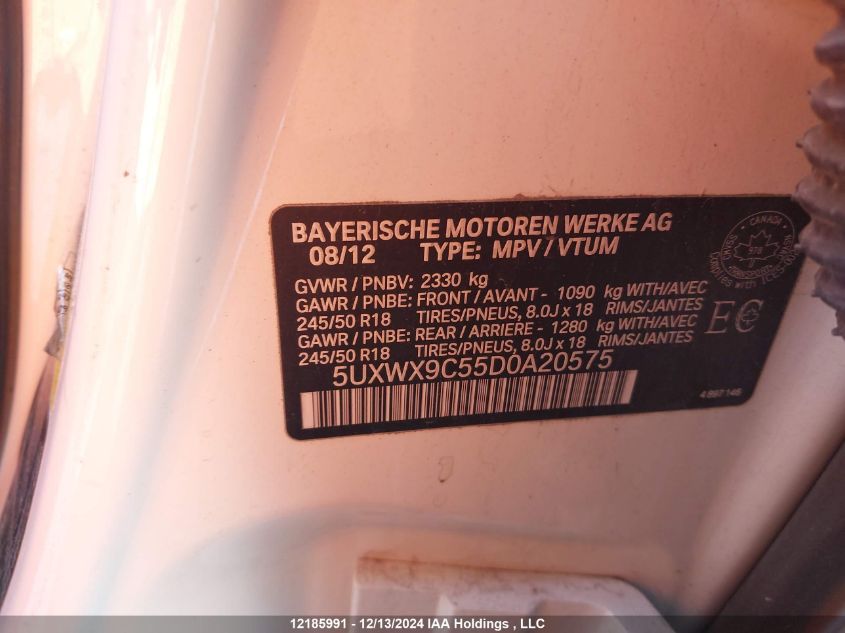 BAYERISCHE MOTOREN WERKE AG
08/12 TYPE: MPV / VTUM
GVWR / PNBV: 2330 kg
GAWR / PNBE: FRONT / AVANT - 1090 kg WITH/AVEC
245/50 R18 TIRES/PNEUS, 8.0J x 18 RIMS/JANTES
GAWR / PNBE: REAR / ARRIERE - 1280 kg WITH/AVEC
245/50 R18 TIRES/PNEUS, 8.0J x 18 RIMS/JANTES
EC
5UXWX9C55D0A20575
4 897 146
CANADA
12185991 - 12/13/2024 IAA Holdings , LLC